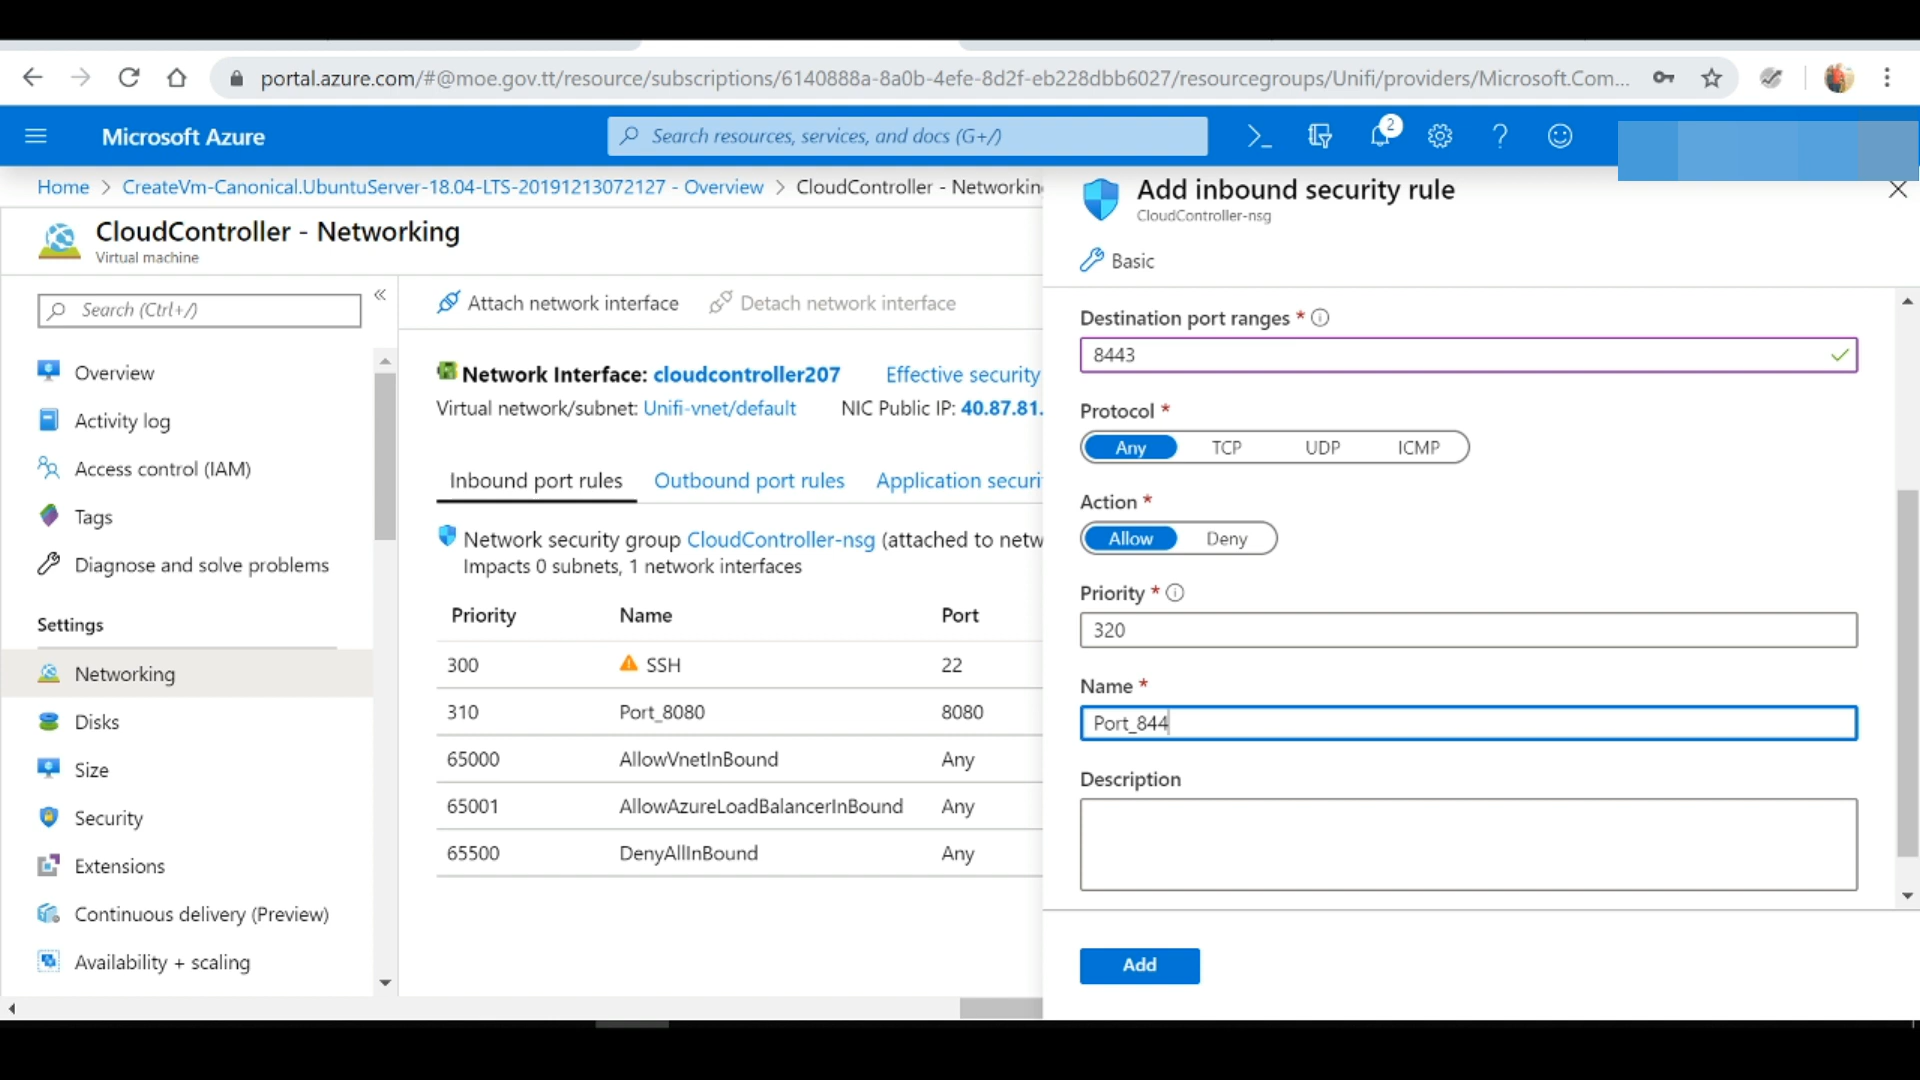 portal.azure.com/#@moe.gov.tt/resource/subscriptions/6140888a-8a0b-4efe-8d2f-eb228dbb6027/resourcegroups/Unifi/providers/Microsoft.Com...
Microsoft Azure
Search resources, services, and docs (G+/)
2
Home > CreateVm-Canonical.UbuntuServer-18.04-LTS-20191213072127 - Overview > CloudController - Networkin
CloudController - Networking
Virtual machine
Search (Ctrl+/)
«
Overview
Activity log
Access control (IAM)
Tags
Diagnose and solve problems
Settings
Networking
Disks
Size
Security
Extensions
Continuous delivery (Preview)
Availability + scaling
Attach network interface
Detach network interface
Network Interface: cloudcontroller207 Effective security
Virtual network/subnet: Unifi-vnet/default NIC Public IP: 40.87.81.
Inbound port rules Outbound port rules Application securi
Network security group CloudController-nsg (attached to netw
Impacts 0 subnets, 1 network interfaces
Priority Name Port
300 SSH 22
310 Port_8080 8080
65000 AllowVnetInBound Any
65001 AllowAzureLoadBalancerInBound Any
65500 DenyAllInBound Any
Add inbound security rule
CloudController-nsg
Basic
Destination port ranges *
8443
Protocol *
Any TCP UDP ICMP
Action *
Allow Deny
Priority *
320
Name *
Port_844
Description
Add